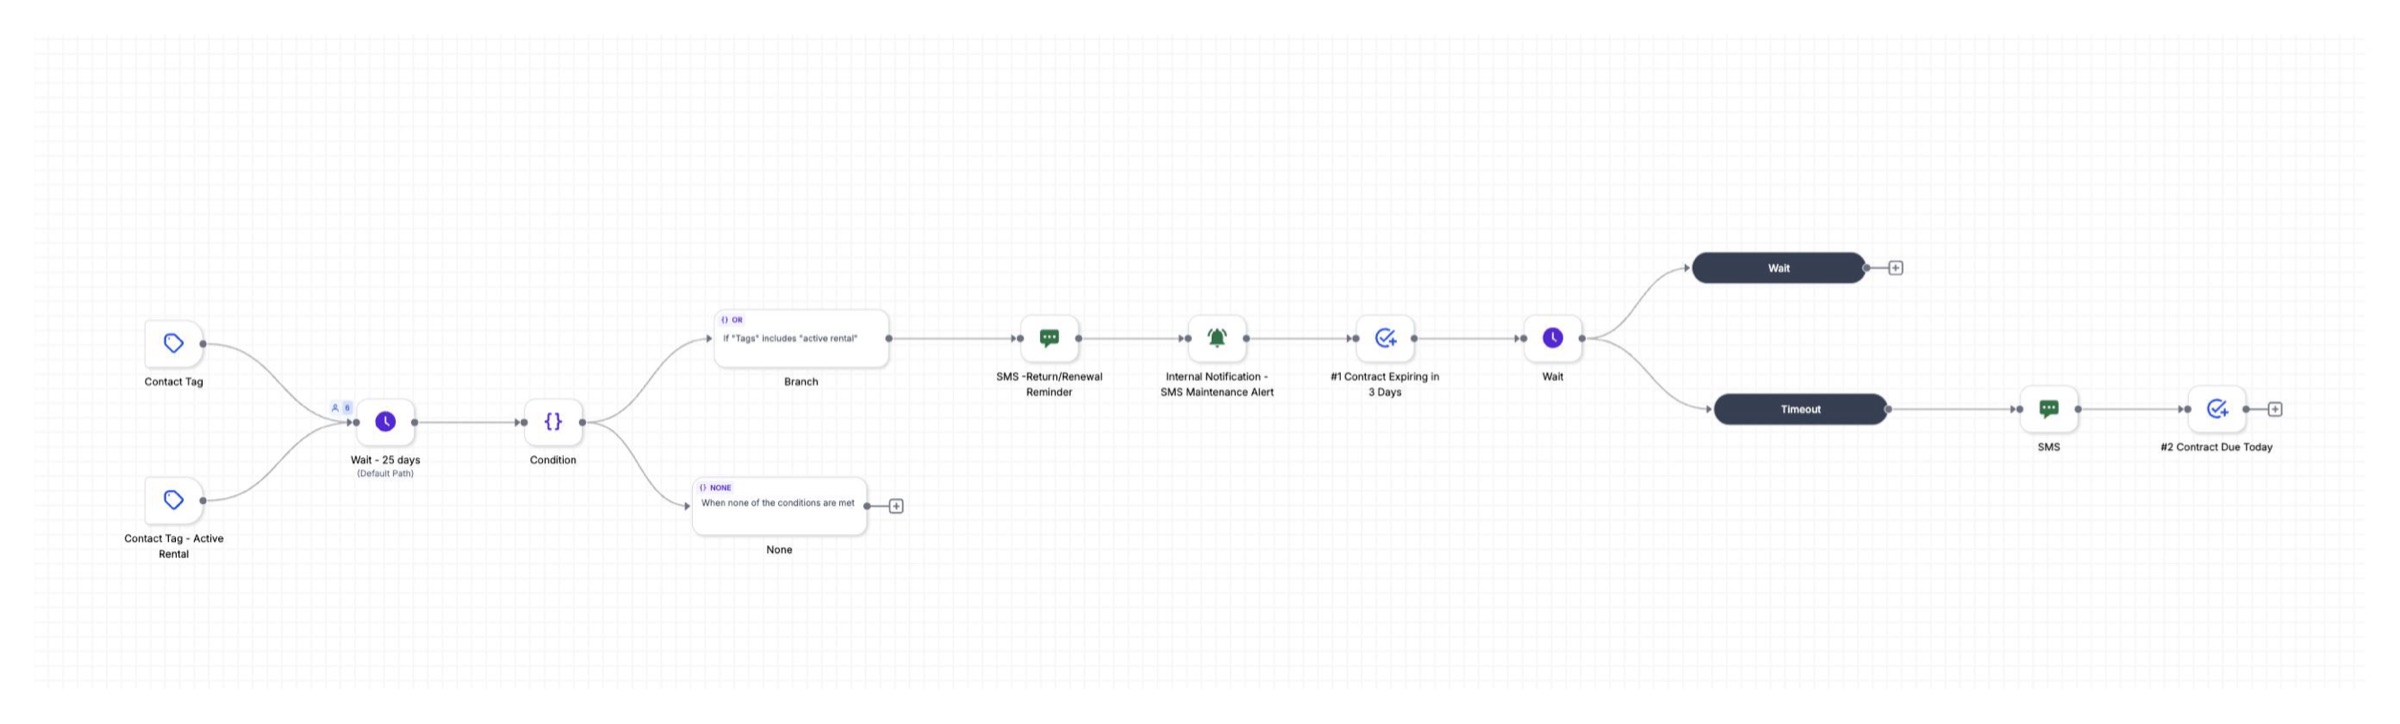 Contact Tag
Contact Tag - Active
Rental
6
Wait - 25 days
(Default Path)
{}
Condition
{} OR
If "Tags" includes "active rental"
Branch
{} NONE
When none of the conditions are met
None
SMS -Return/Renewal
Reminder
Internal Notification -
SMS Maintenance Alert
#1 Contract Expiring in
3 Days
Wait
Wait
Timeout
SMS
#2 Contract Due Today